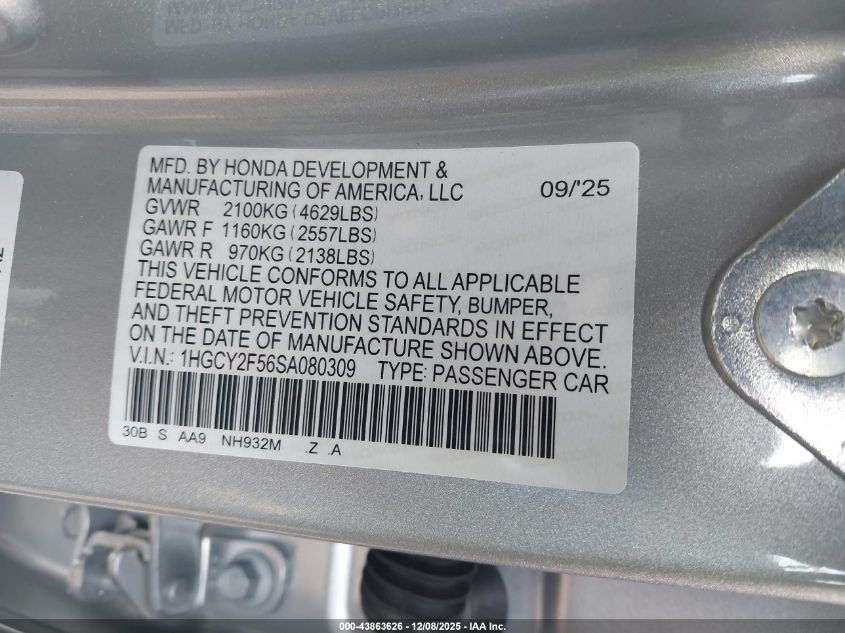 MFD. BY HONDA DEVELOPMENT &
MANUFACTURING OF AMERICA, LLC 09/'25
GVWR 2100KG (4629LBS)
GAWR F 1160KG (2557LBS)
GAWR R 970KG (2138LBS)
THIS VEHICLE CONFORMS TO ALL APPLICABLE
FEDERAL MOTOR VEHICLE SAFETY, BUMPER,
AND THEFT PREVENTION STANDARDS IN EFFECT
ON THE DATE OF MANUFACTURE SHOWN ABOVE.
V.I.N.: 1HGCY2F56SA080309 TYPE: PASSENGER CAR
30B S AA9 NH932M .Z .A
000-43863626 - 12/08/2025 - IAA Inc.